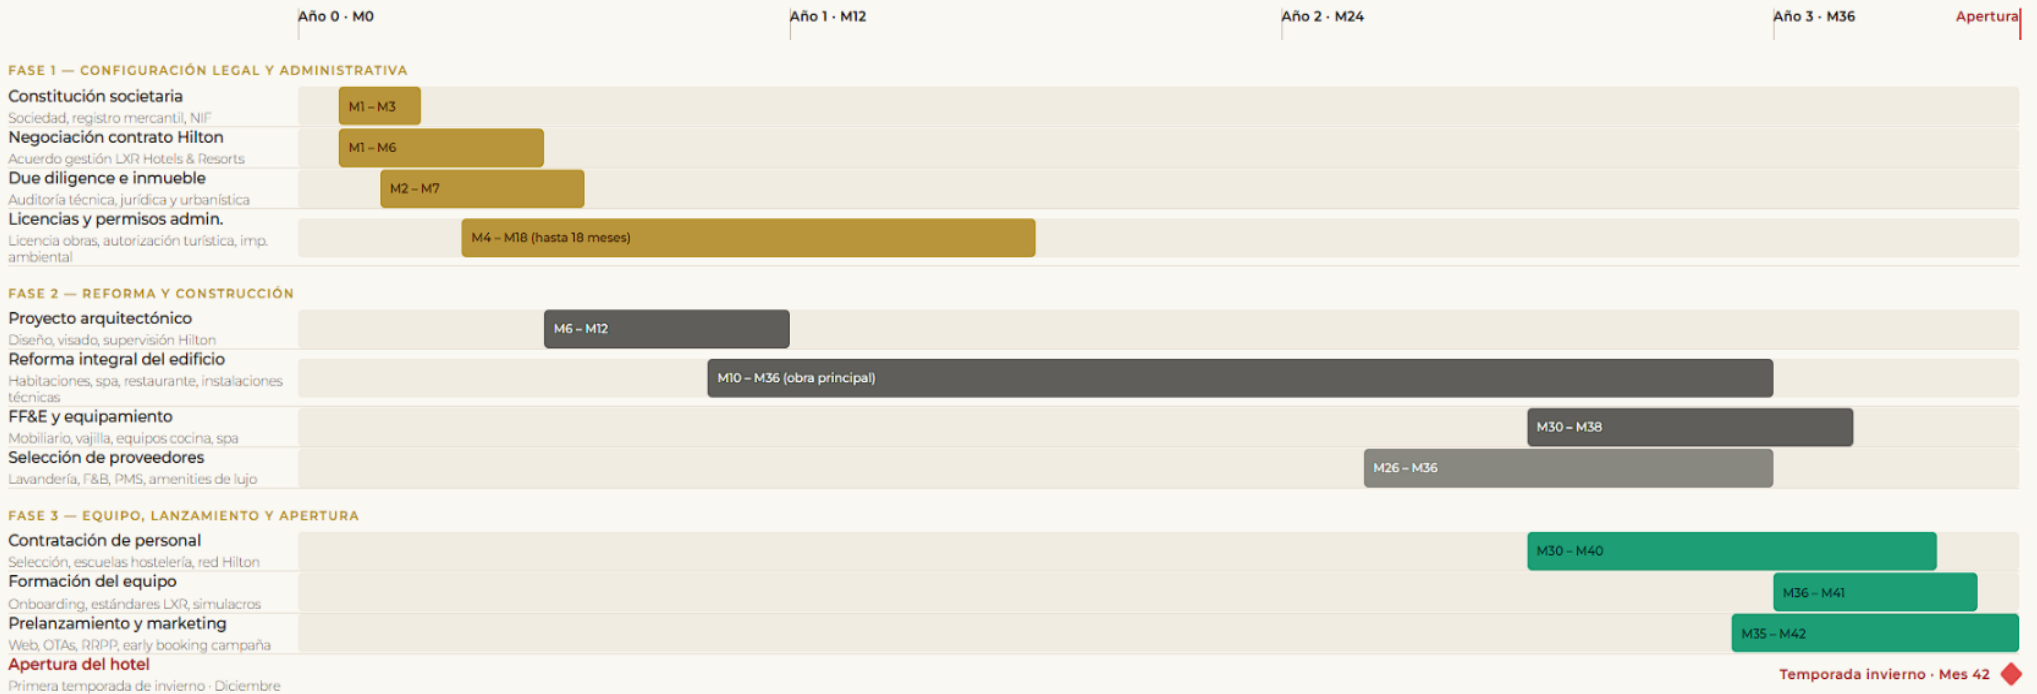 Año 0 · M0
Año 1 · M12
Año 2 · M24
Año 3 · M36
Apertura
FASE 1 — CONFIGURACIÓN LEGAL Y ADMINISTRATIVA
Constitución societaria
Sociedad, registro mercantil, NIF
M1 – M3
Negociación contrato Hilton
Acuerdo gestión LXR Hotels & Resorts
M1 – M6
Due diligence e inmueble
Auditoría técnica, jurídica y urbanística
M2 – M7
Licencias y permisos admin.
Licencia obras, autorización turística, imp.
ambiental
M4 – M18 (hasta 18 meses)
FASE 2 — REFORMA Y CONSTRUCCIÓN
Proyecto arquitectónico
Diseño, visado, supervisión Hilton
M6 – M12
Reforma integral del edificio
Habitaciones, spa, restaurante, instalaciones
técnicas
M10 – M36 (obra principal)
FF&E y equipamiento
Mobiliario, vajilla, equipos cocina, spa
M30 – M38
Selección de proveedores
Lavandería, F&B, PMS, amenities de lujo
M26 – M36
FASE 3 — EQUIPO, LANZAMIENTO Y APERTURA
Contratación de personal
Selección, escuelas hostelería, red Hilton
M30 – M40
Formación del equipo
Onboarding, estándares LXR, simulacros
M36 – M41
Prelanzamiento y marketing
Web, OTAs, RRPP, early booking campaña
M35 – M42
Apertura del hotel
Primera temporada de invierno · Diciembre
Temporada invierno · Mes 42